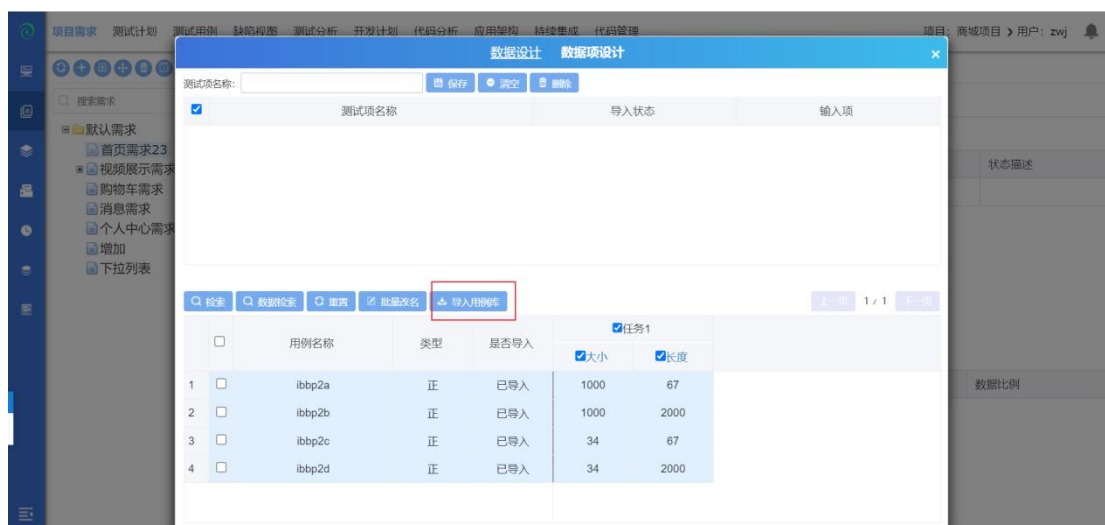 项目需求 测试计划 测试用例 缺陷视图 测试分析 开发计划 代码分析 应用架构 持续集成 代码管理 项目: 商城项目 用户: zwj
数据设计 数据项设计 ×
测试项名称: 保存 清空 删除
搜索需求
测试项名称 导入状态 输入项
默认需求
首页需求23
视频展示需求
状态描述
购物车需求
消息需求
个人中心需求
增加
下拉列表
检索 数据检索 重置 批量改名 导入用例库 上一页 1 / 1 下一页
用例名称 类型 是否导入 任务1
大小 长度
1 ibbp2a 正 已导入 1000 67 数据比例
2 ibbp2b 正 已导入 1000 2000
3 ibbp2c 正 已导入 34 67
4 ibbp2d 正 已导入 34 2000